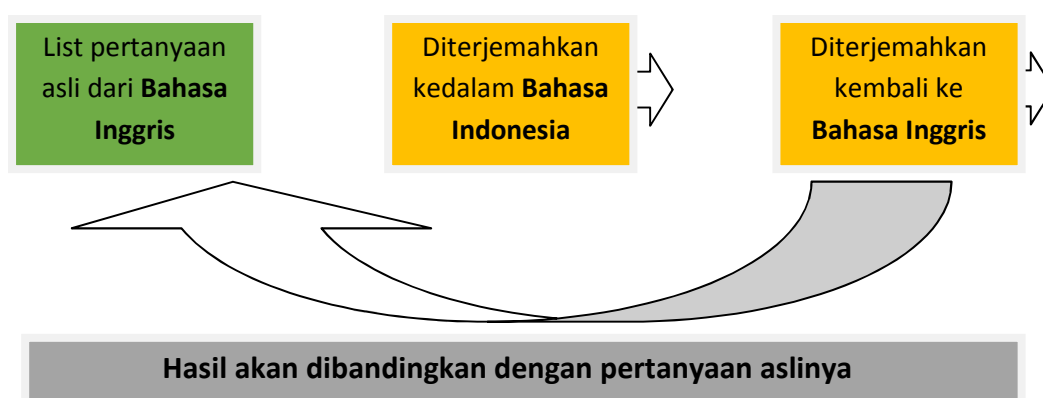 List pertanyaan
asli dari Bahasa
Inggris
Diterjemahkan
kedalam Bahasa
Indonesia
Diterjemahkan
kembali ke
Bahasa Inggris
Hasil akan dibandingkan dengan pertanyaan aslinya